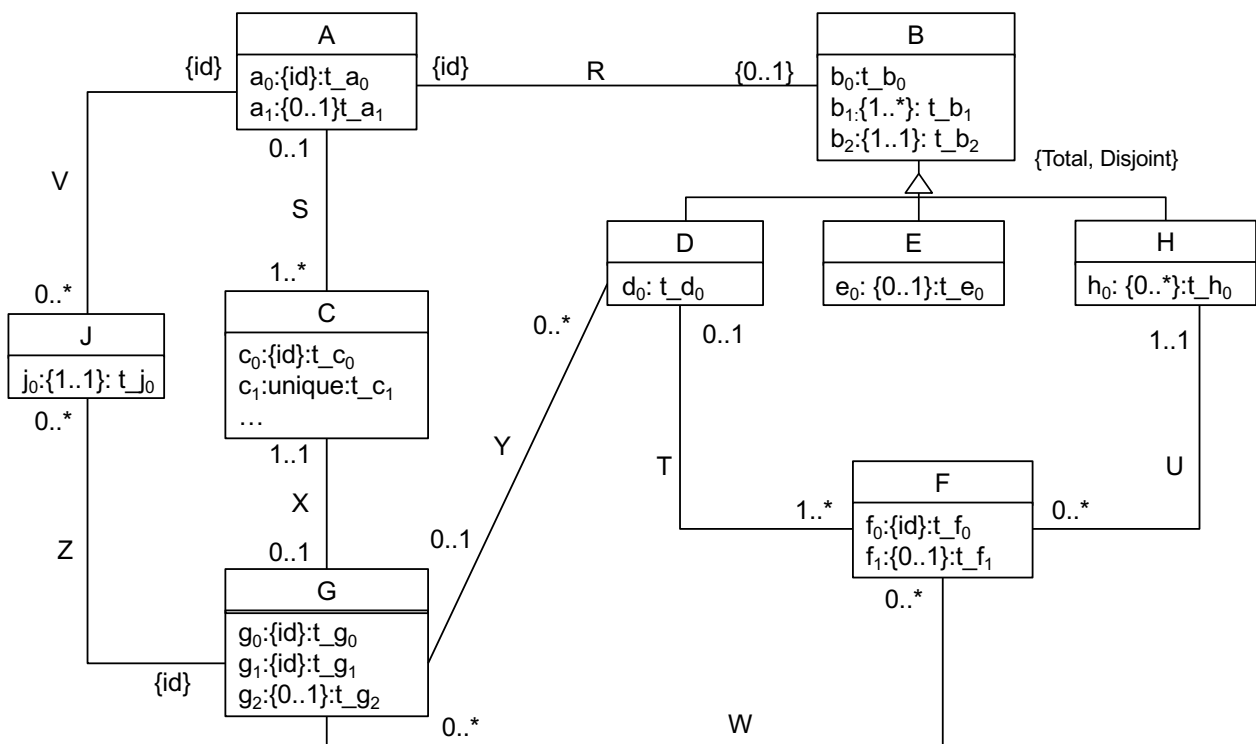 A
a₀:{id}:t_a₀
a₁:{0..1}t_a₁
B
b₀:t_b₀
b₁:{1..*}: t_b₁
b₂:{1..1}: t_b₂
{id}
{id}
R
{0..1}
{Total, Disjoint}
0..1
V
S
1..*
0..*
D
d₀: t_d₀
E
e₀: {0..1}:t_e₀
H
h₀: {0..*}:t_h₀
J
j₀:{1..1}: t_j₀
C
c₀:{id}:t_c₀
c₁:unique:t_c₁
…
0..*
0..1
1..1
0..*
1..1
Y
T
U
X
Z
0..1
0..1
1..*
0..*
F
f₀:{id}:t_f₀
f₁:{0..1}:t_f₁
0..*
G
g₀:{id}:t_g₀
g₁:{id}:t_g₁
g₂:{0..1}:t_g₂
{id}
0..*
W